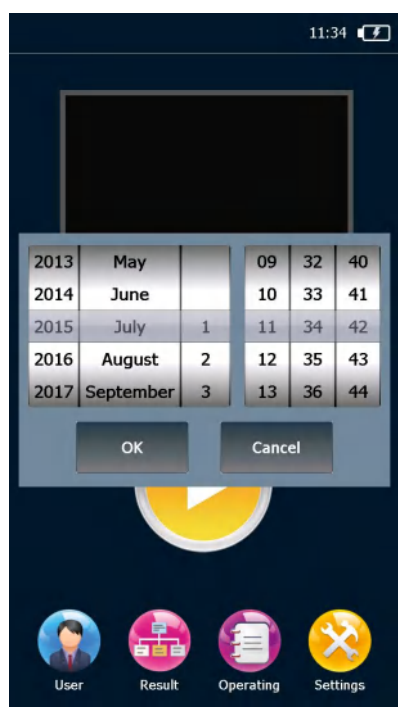 11:34
2013 May 09 32 40
2014 June 10 33 41
2015 July 1 11 34 42
2016 August 2 12 35 43
2017 September 3 13 36 44
OK Cancel
User Result Operating Settings